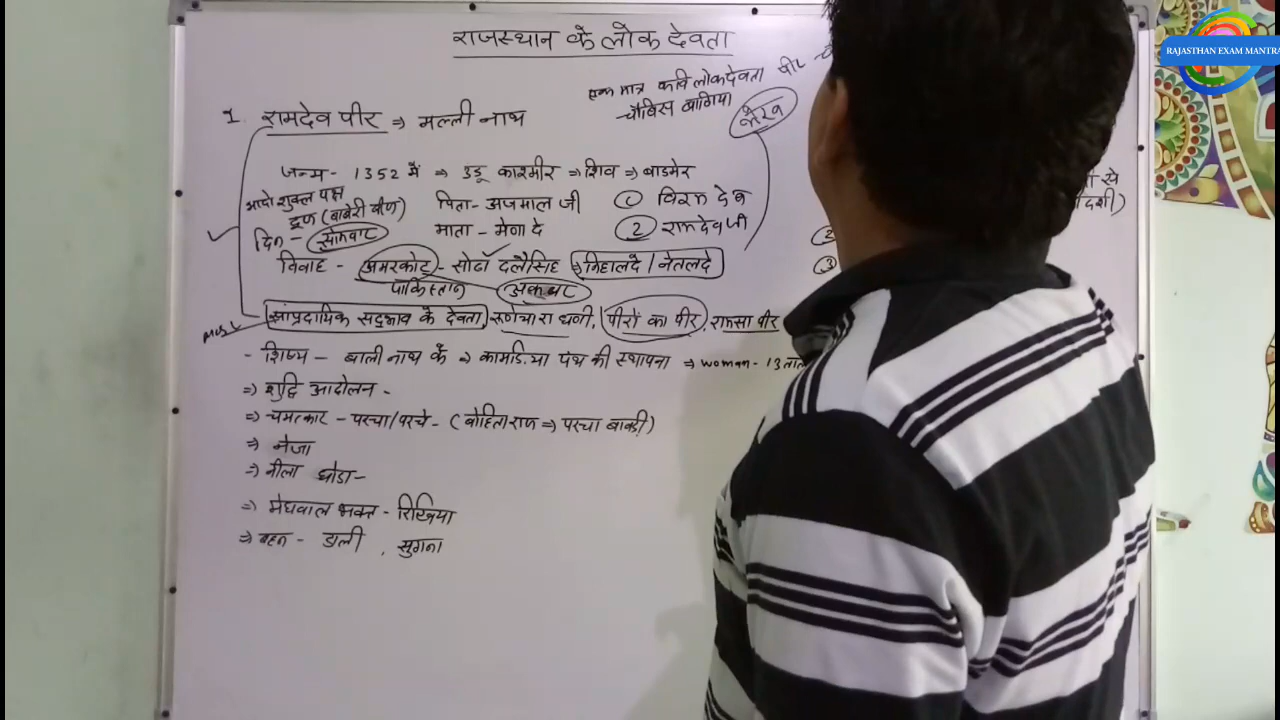 राजस्थान के लोक देवता
RAJASTHAN EXAM MANTRA
एक मात्र कवि लोकदेवता पीर
चौबिस बाणिया
भैरव
1. रामदेव पीर ⇒ मल्ली नाथ
जन्म - 1352 में ⇒ उडू काश्मीर ⇒ शिव ⇒ बाडमेर
भादो शुक्ल पक्ष
दूज (बाबेरी बीज) पिता - अजमाल जी ① विरम देव
दिन - सोमवार माता - मेणा दे ② रामदेवजी
विवाह - अमरकोट - सोढॉ दलैसिंह ⇒ निहालदे / नेतलदे
पाकिस्तान अकबर
सांप्रदायिक सद्भाव के देवता, रूणेचा रा धणी, पीरों का पीर, रामसा पीर
- शिष्य - बाली नाथ के ⇒ कामडिया पंथ की स्थापना ⇒ woman - 13
⇒ शुद्वि आदोलन -
⇒ चमत्कार - परचा/परचे - (बोहिताराज ⇒ परचा बावडी)
⇒ नेजा
⇒ नीला घोडा -
⇒ मेघवाल भक्त - रिखिया
⇒ बहन - डाली , सुगना